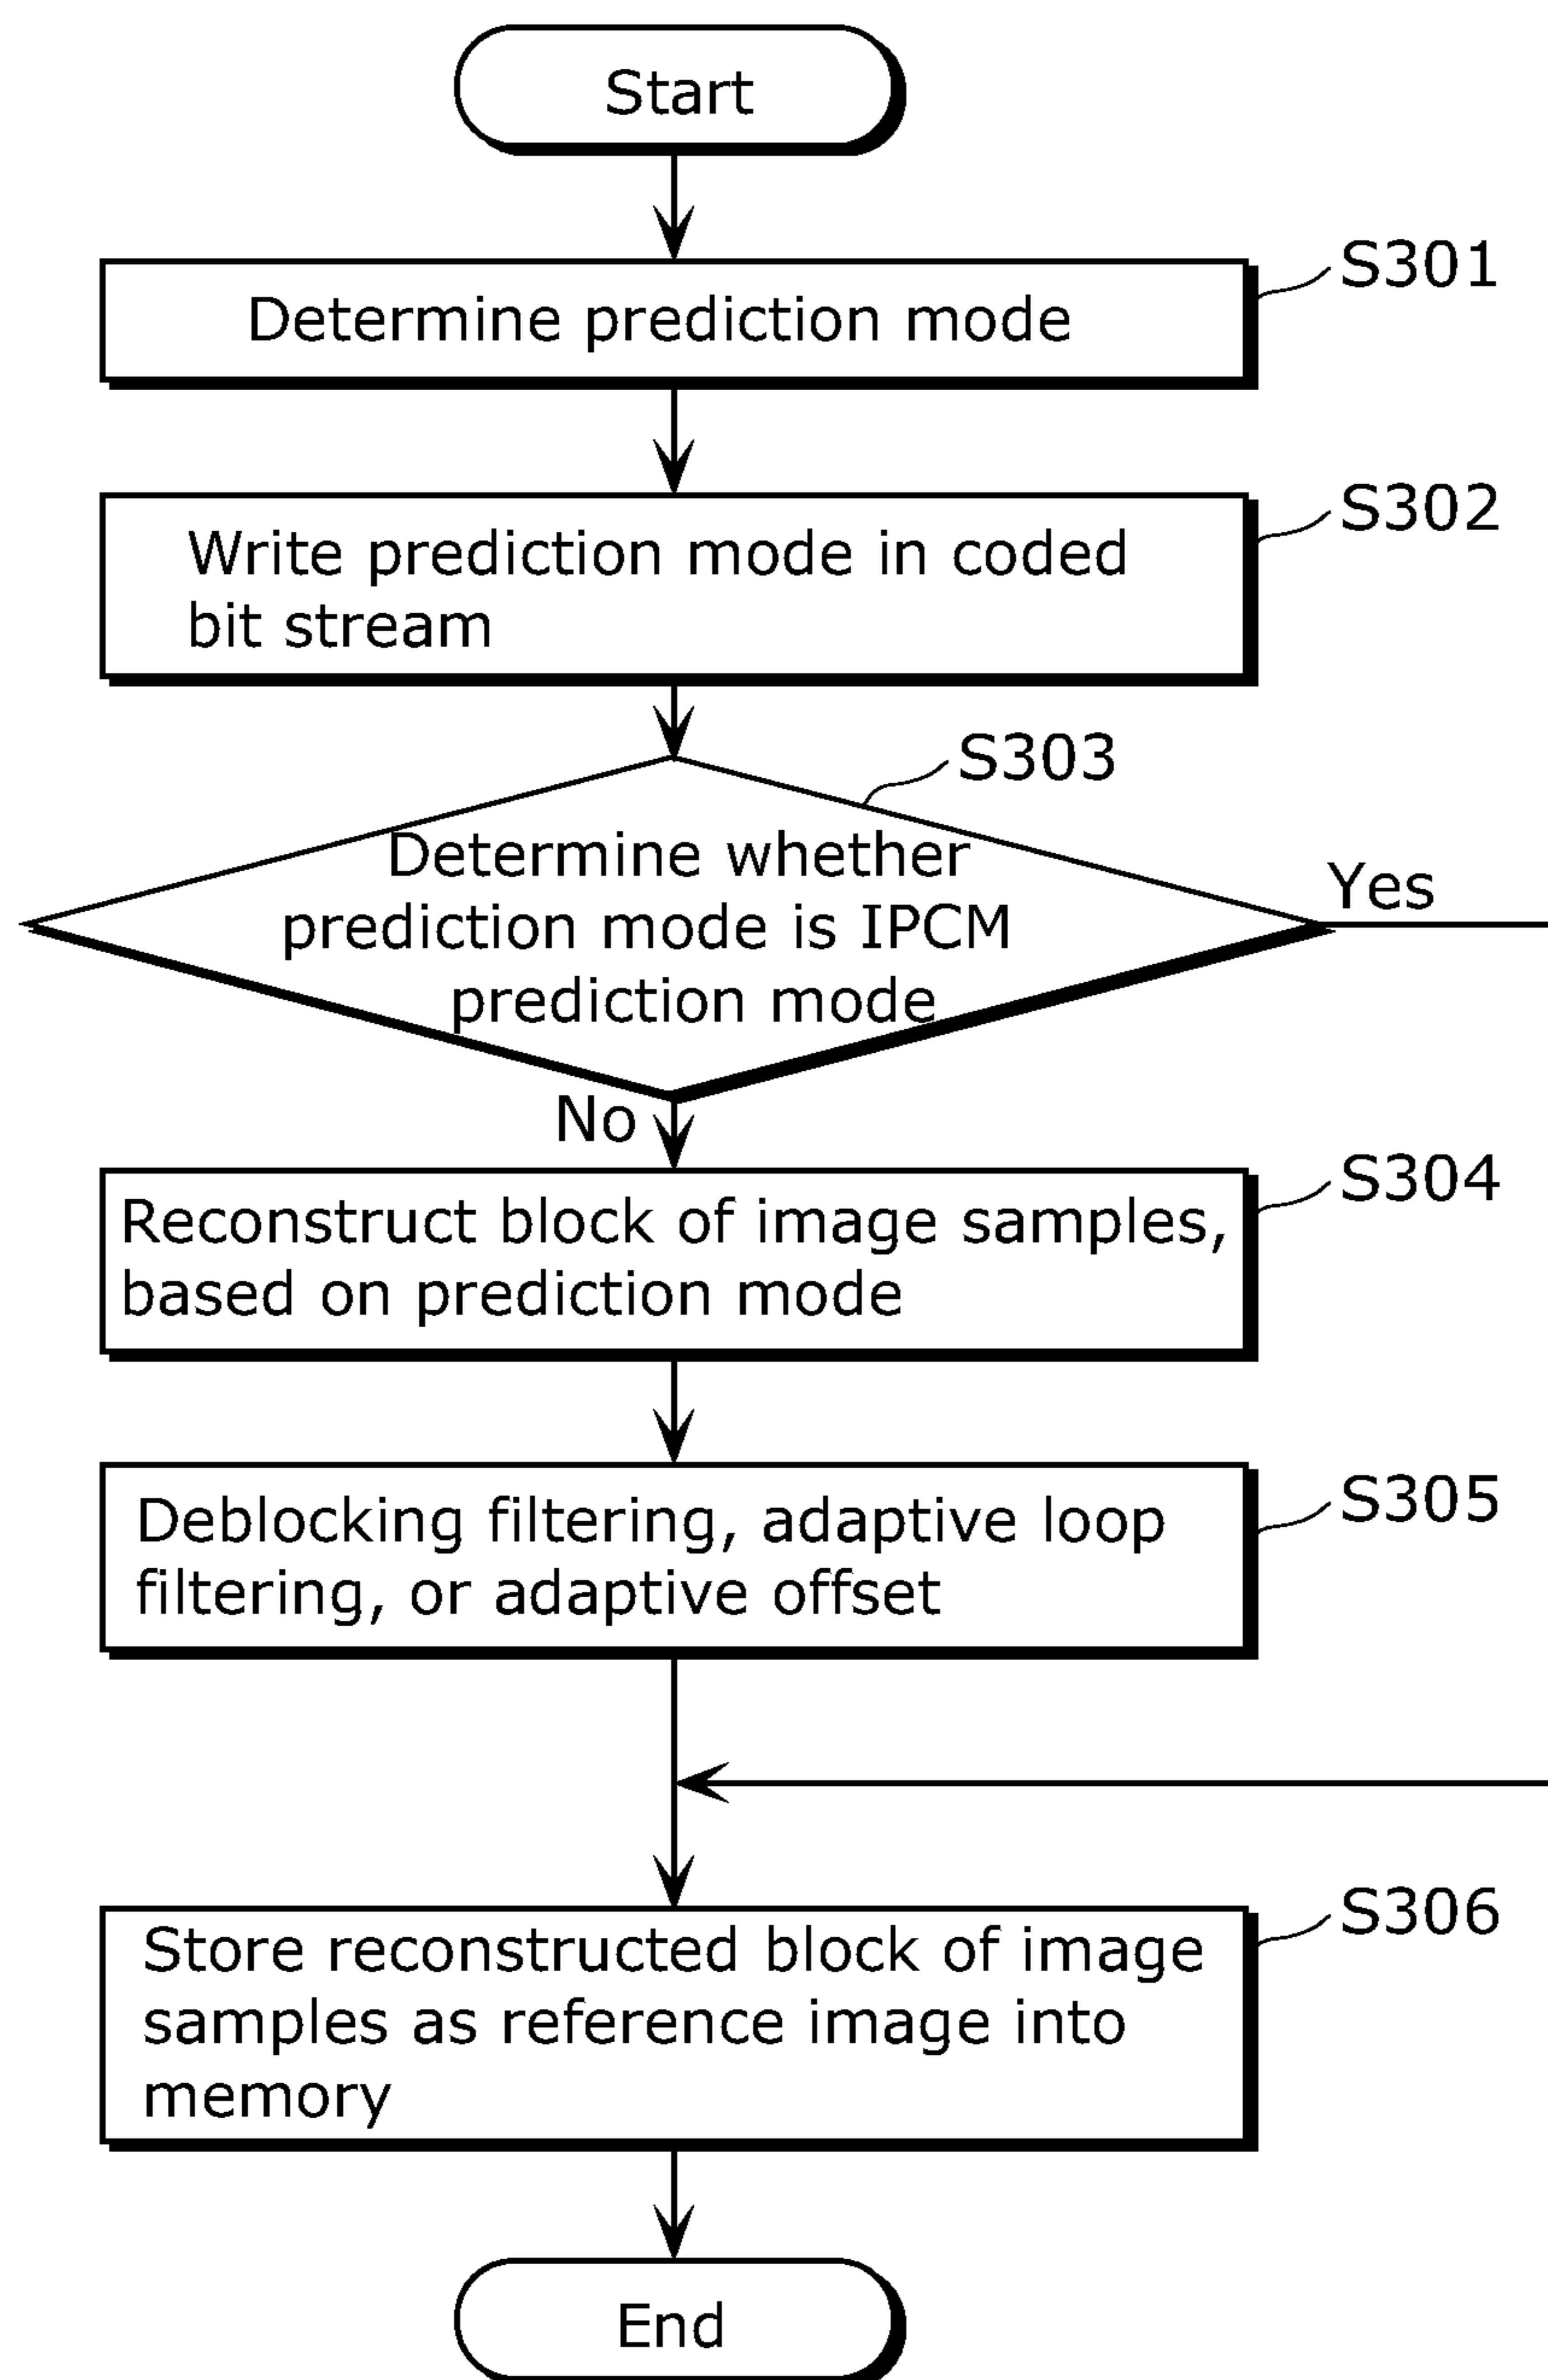 Start
S301
Determine prediction mode
S302
Write prediction mode in coded
bit stream
S303
Determine whether
prediction mode is IPCM
prediction mode
Yes
No
S304
Reconstruct block of image samples,
based on prediction mode
S305
Deblocking filtering, adaptive loop
filtering, or adaptive offset
S306
Store reconstructed block of image
samples as reference image into
memory
End